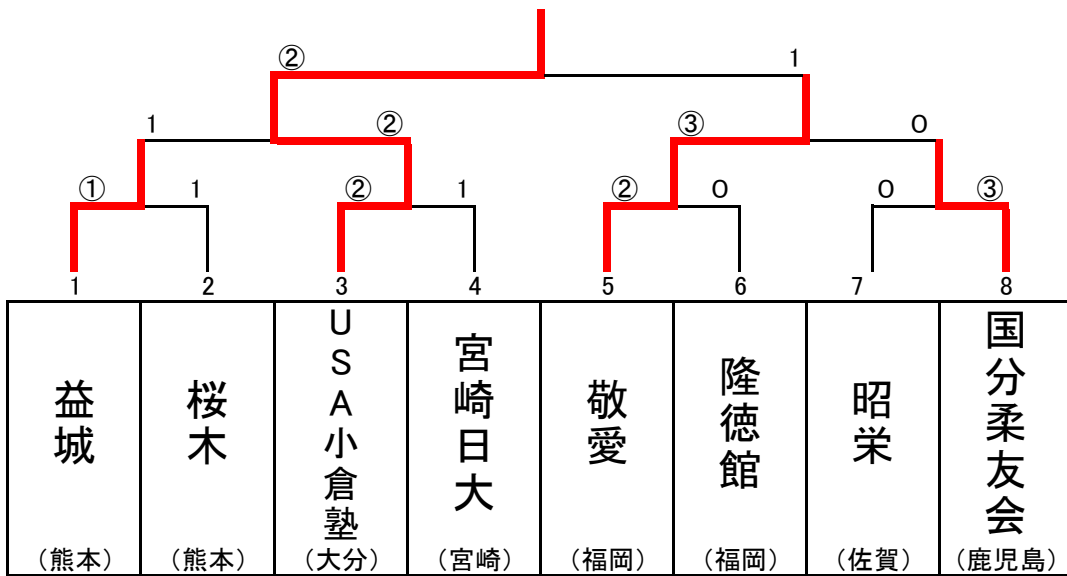 ② 1
1 ② ③ 0
① 1 ② 1 ② 0 0 ③
1 2 3 4 5 6 7 8
益城
桜木
USA小倉塾
宮崎日大
敬愛
隆徳館
昭栄
国分柔友会
（熊本） （熊本） （大分） （宮崎） （福岡） （福岡） （佐賀） （鹿児島）